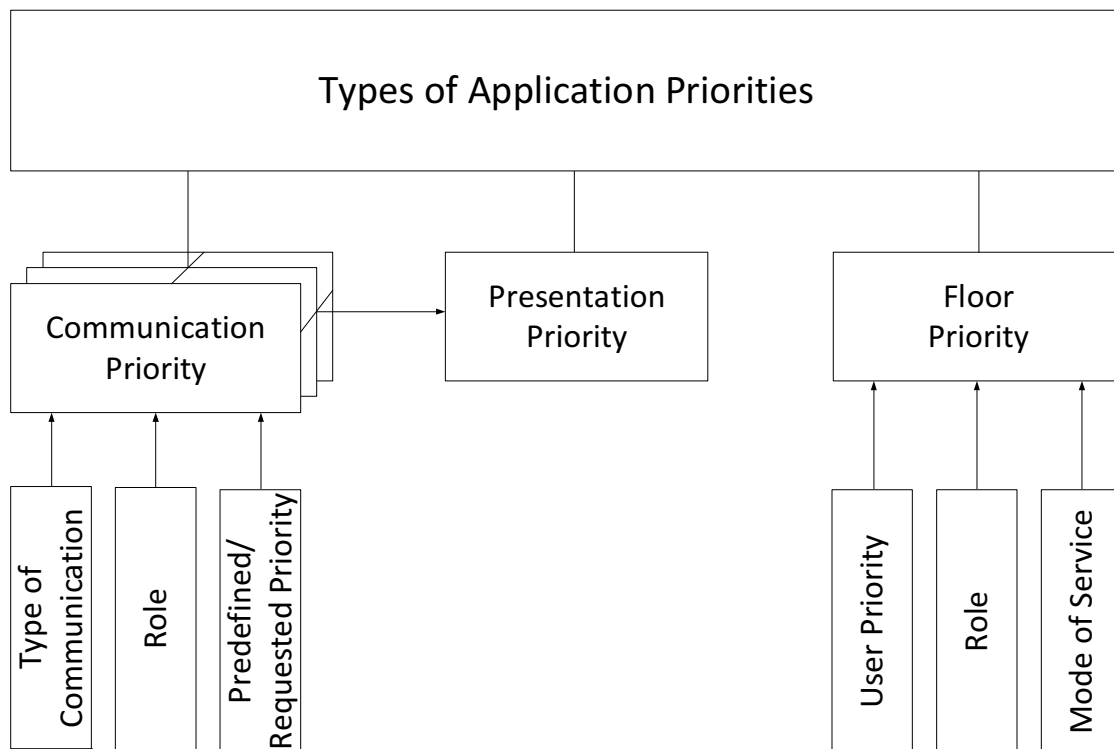 Types of Application Priorities
Communication
Priority
Presentation
Priority
Floor
Priority
Type of
Communication
Role
Predefined/
Requested Priority
User Priority
Role
Mode of Service